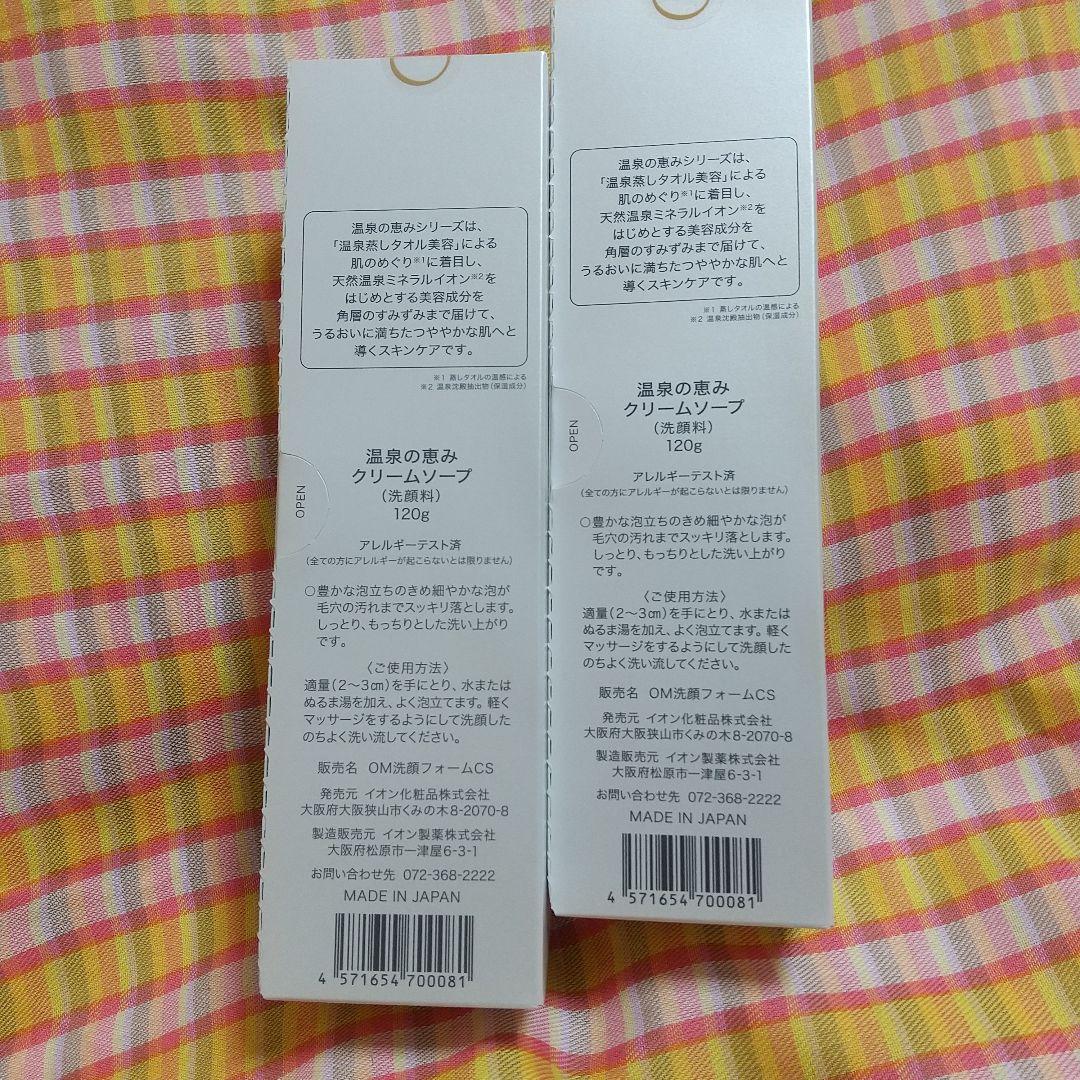 温泉の恵みシリーズは、
「温泉蒸しタオル美容」による
肌のめぐり※1に着目し、
天然温泉ミネラルイオン※2を
はじめとする美容成分を
角層のすみずみまで届けて、
うるおいに満ちたつややかな肌へと
導くスキンケアです。
※1 蒸しタオルの温感による
※2 温泉沈殿抽出物(保湿成分)
OPEN
温泉の恵み
クリームソープ
(洗顔料)
120g
アレルギーテスト済
(全ての方にアレルギーが起こらないとは限りません)
○豊かな泡立ちのきめ細やかな泡が
毛穴の汚れまでスッキリ落とします。
しっとり、もっちりとした洗い上がり
です。
〈ご使用方法〉
適量(2〜3㎝)を手にとり、水または
ぬるま湯を加え、よく泡立てます。軽く
マッサージをするようにして洗顔した
のちよく洗い流してください。
販売名 OM洗顔フォームCS
発売元 イオン化粧品株式会社
大阪府大阪狭山市くみの木8-2070-8
製造販売元 イオン製薬株式会社
大阪府松原市一津屋6-3-1
お問い合わせ先 072-368-2222
MADE IN JAPAN
4 571654 700081
温泉の恵みシリーズは、
「温泉蒸しタオル美容」による
肌のめぐり※1に着目し、
天然温泉ミネラルイオン※2を
はじめとする美容成分を
角層のすみずみまで届けて、
うるおいに満ちたつややかな肌へと
導くスキンケアです。
※1 蒸しタオルの温感による
※2 温泉沈殿抽出物(保湿成分)
OPEN
温泉の恵み
クリームソープ
(洗顔料)
120g
アレルギーテスト済
(全ての方にアレルギーが起こらないとは限りません)
○豊かな泡立ちのきめ細やかな泡が
毛穴の汚れまでスッキリ落とします。
しっとり、もっちりとした洗い上がり
です。
〈ご使用方法〉
適量(2〜3㎝)を手にとり、水または
ぬるま湯を加え、よく泡立てます。軽く
マッサージをするようにして洗顔した
のちよく洗い流してください。
販売名 OM洗顔フォームCS
発売元 イオン化粧品株式会社
大阪府大阪狭山市くみの木8-2070-8
製造販売元 イオン製薬株式会社
大阪府松原市一津屋6-3-1
お問い合わせ先 072-368-2222
MADE IN JAPAN
4 571654 700081